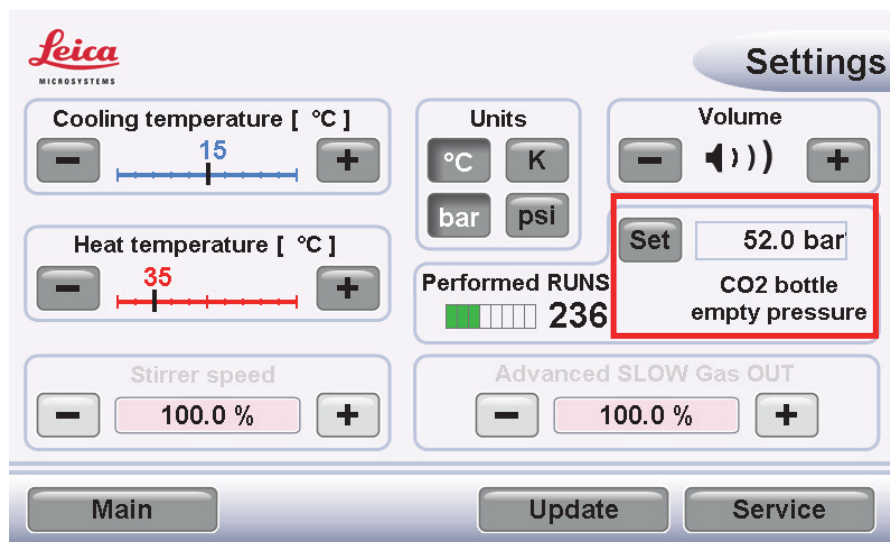 Leica
MICROSYSTEMS
Settings
Cooling temperature [ °C ]
15
Units
°C K
bar psi
Volume
Heat temperature [ °C ]
35
Performed RUNS
236
Set 52.0 bar
CO2 bottle
empty pressure
Stirrer speed
100.0 %
Advanced SLOW Gas OUT
100.0 %
Main Update Service